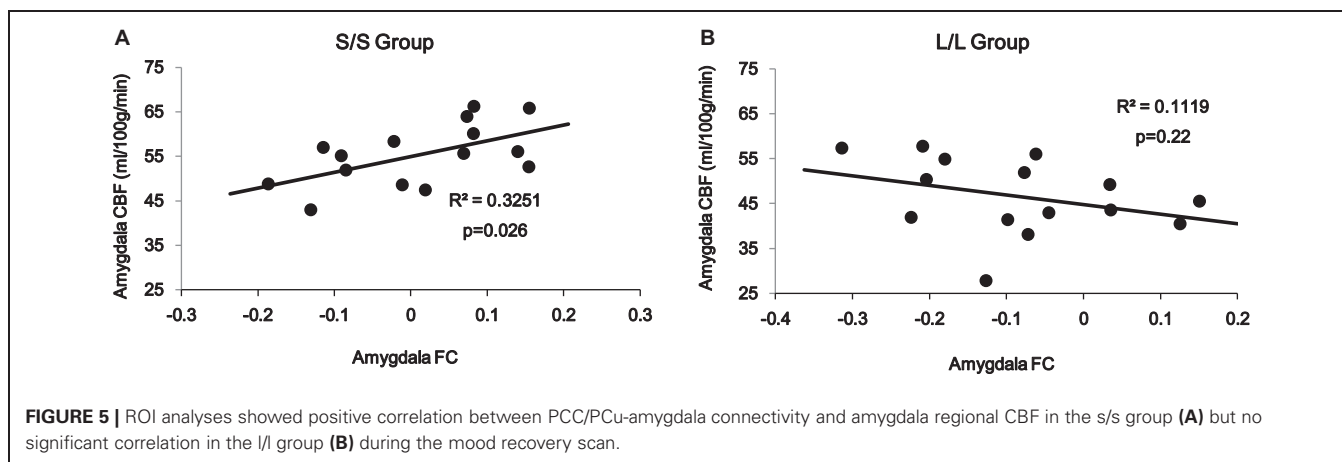 A
S/S Group
Amygdala CBF (ml/100g/min)
75
65
55
45
35
25
R² = 0.3251
p=0.026
-0.3
-0.2
-0.1
0
0.1
0.2
0.3
Amygdala FC
B
L/L Group
Amygdala CBF (ml/100g/min)
75
65
55
45
35
25
R² = 0.1119
p=0.22
-0.4
-0.3
-0.2
-0.1
0
0.1
0.2
Amygdala FC
FIGURE 5 | ROI analyses showed positive correlation between PCC/PCu-amygdala connectivity and amygdala regional CBF in the s/s group (A) but no
significant correlation in the l/l group (B) during the mood recovery scan.